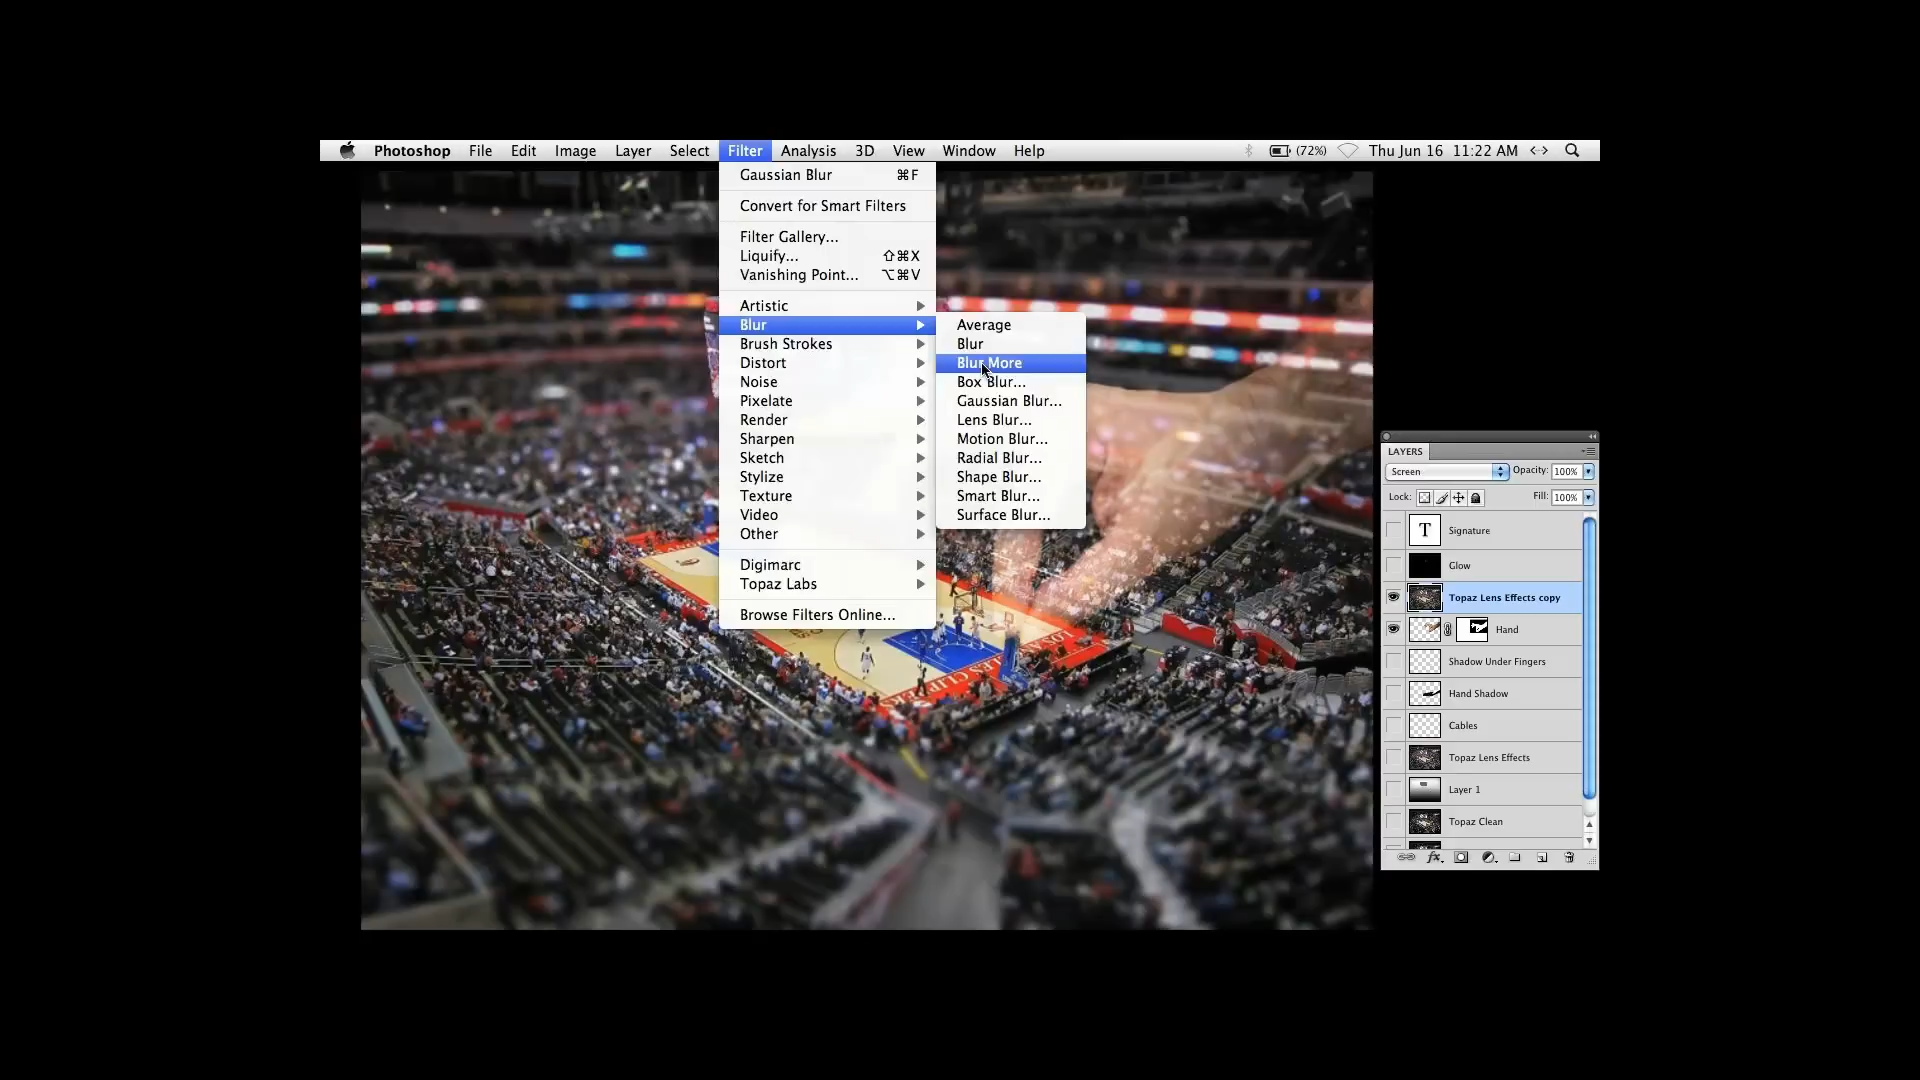 Photoshop File Edit Image Layer Select Filter Analysis 3D View Window Help (72%) Thu Jun 16 11:22 AM
Gaussian Blur ⌘F
Convert for Smart Filters
Filter Gallery...
Liquify... ⇧⌘X
Vanishing Point... ⌥⌘V
Artistic
Blur
Brush Strokes
Distort
Noise
Pixelate
Render
Sharpen
Sketch
Stylize
Texture
Video
Other
Digimarc
Topaz Labs
Browse Filters Online...
Average
Blur
Blur More
Box Blur...
Gaussian Blur...
Lens Blur...
Motion Blur...
Radial Blur...
Shape Blur...
Smart Blur...
Surface Blur...
LOS ANGELES CLIPPERS
LAYERS
Screen Opacity: 100%
Lock: Fill: 100%
T Signature
Glow
Topaz Lens Effects copy
Hand
Shadow Under Fingers
Hand Shadow
Cables
Topaz Lens Effects
Layer 1
Topaz Clean
fx